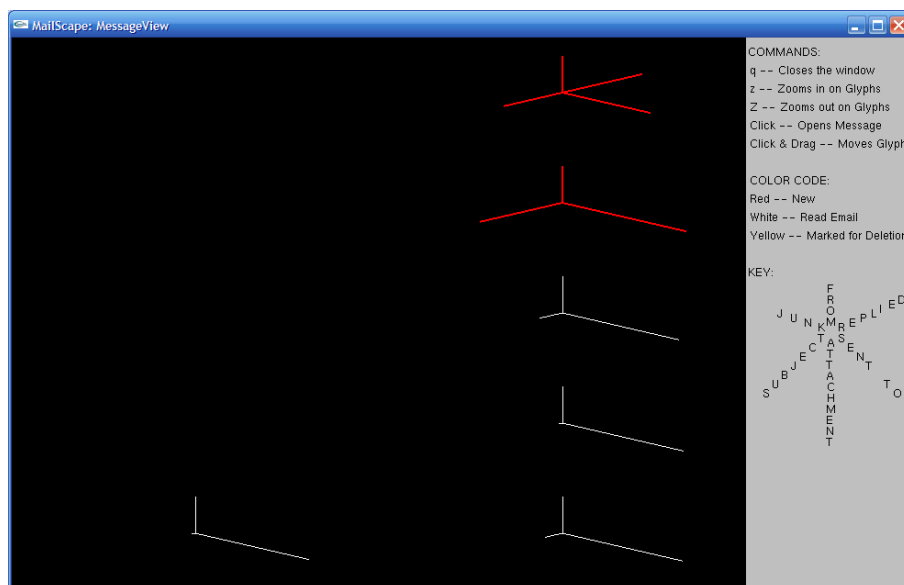 MailScape: MessageView
COMMANDS:
q -- Closes the window
z -- Zooms in on Glyphs
Z -- Zooms out on Glyphs
Click -- Opens Message
Click & Drag -- Moves Glyph
COLOR CODE:
Red -- New
White -- Read Email
Yellow -- Marked for Deletion
KEY:
FROM
JUNK
REPLIED
SUBJECT
SENT TO
ATTACHMENT